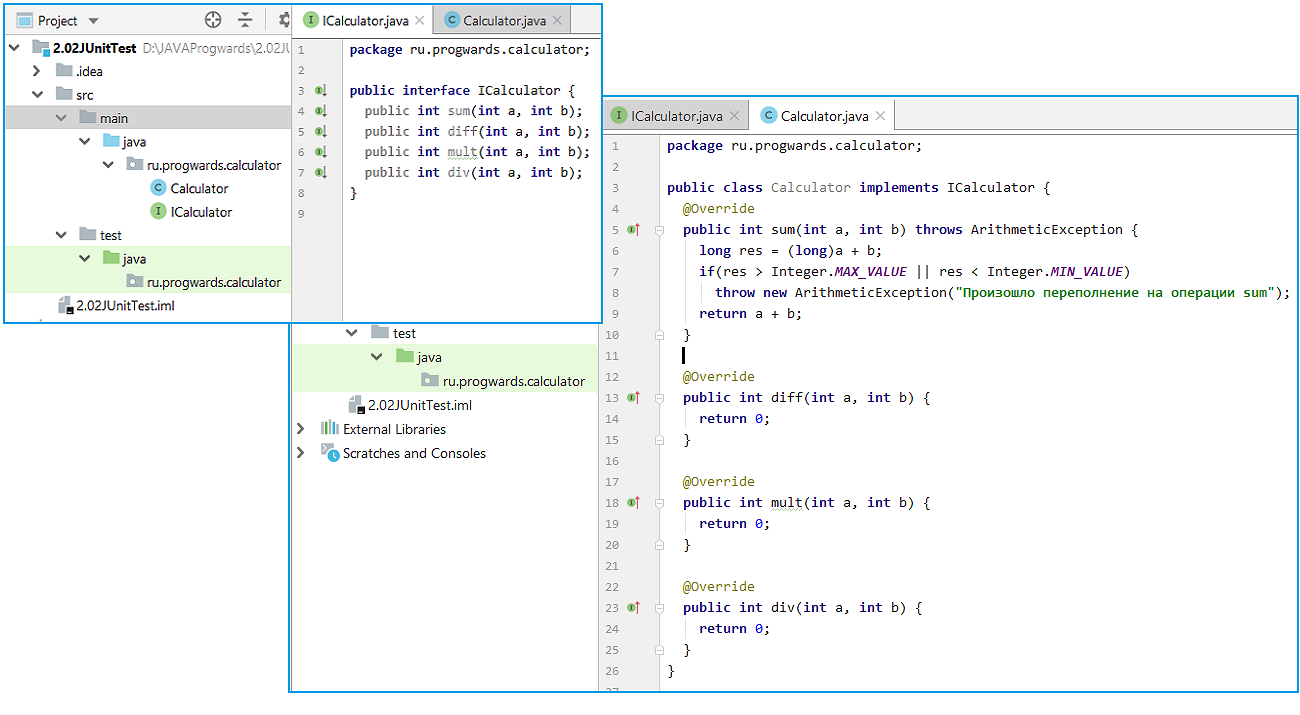 Project
2.02JUnitTest D:\JAVAProgwards\2.02JU
.idea
src
main
java
ru.progwards.calculator
Calculator
ICalculator
test
java
ru.progwards.calculator
2.02JUnitTest.iml
ICalculator.java Calculator.java
1 package ru.progwards.calculator;
2
3 public interface ICalculator {
4 public int sum(int a, int b);
5 public int diff(int a, int b);
6 public int mult(int a, int b);
7 public int div(int a, int b);
8 }
9
test
java
ru.progwards.calculator
2.02JUnitTest.iml
External Libraries
Scratches and Consoles
ICalculator.java Calculator.java
1 package ru.progwards.calculator;
2
3 public class Calculator implements ICalculator {
4 @Override
5 public int sum(int a, int b) throws ArithmeticException {
6 long res = (long)a + b;
7 if(res > Integer.MAX_VALUE || res < Integer.MIN_VALUE)
8 throw new ArithmeticException("Произошло переполнение на операции sum");
9 return a + b;
10 }
11
12 @Override
13 public int diff(int a, int b) {
14 return 0;
15 }
16
17 @Override
18 public int mult(int a, int b) {
19 return 0;
20 }
21
22 @Override
23 public int div(int a, int b) {
24 return 0;
25 }
26 }
27